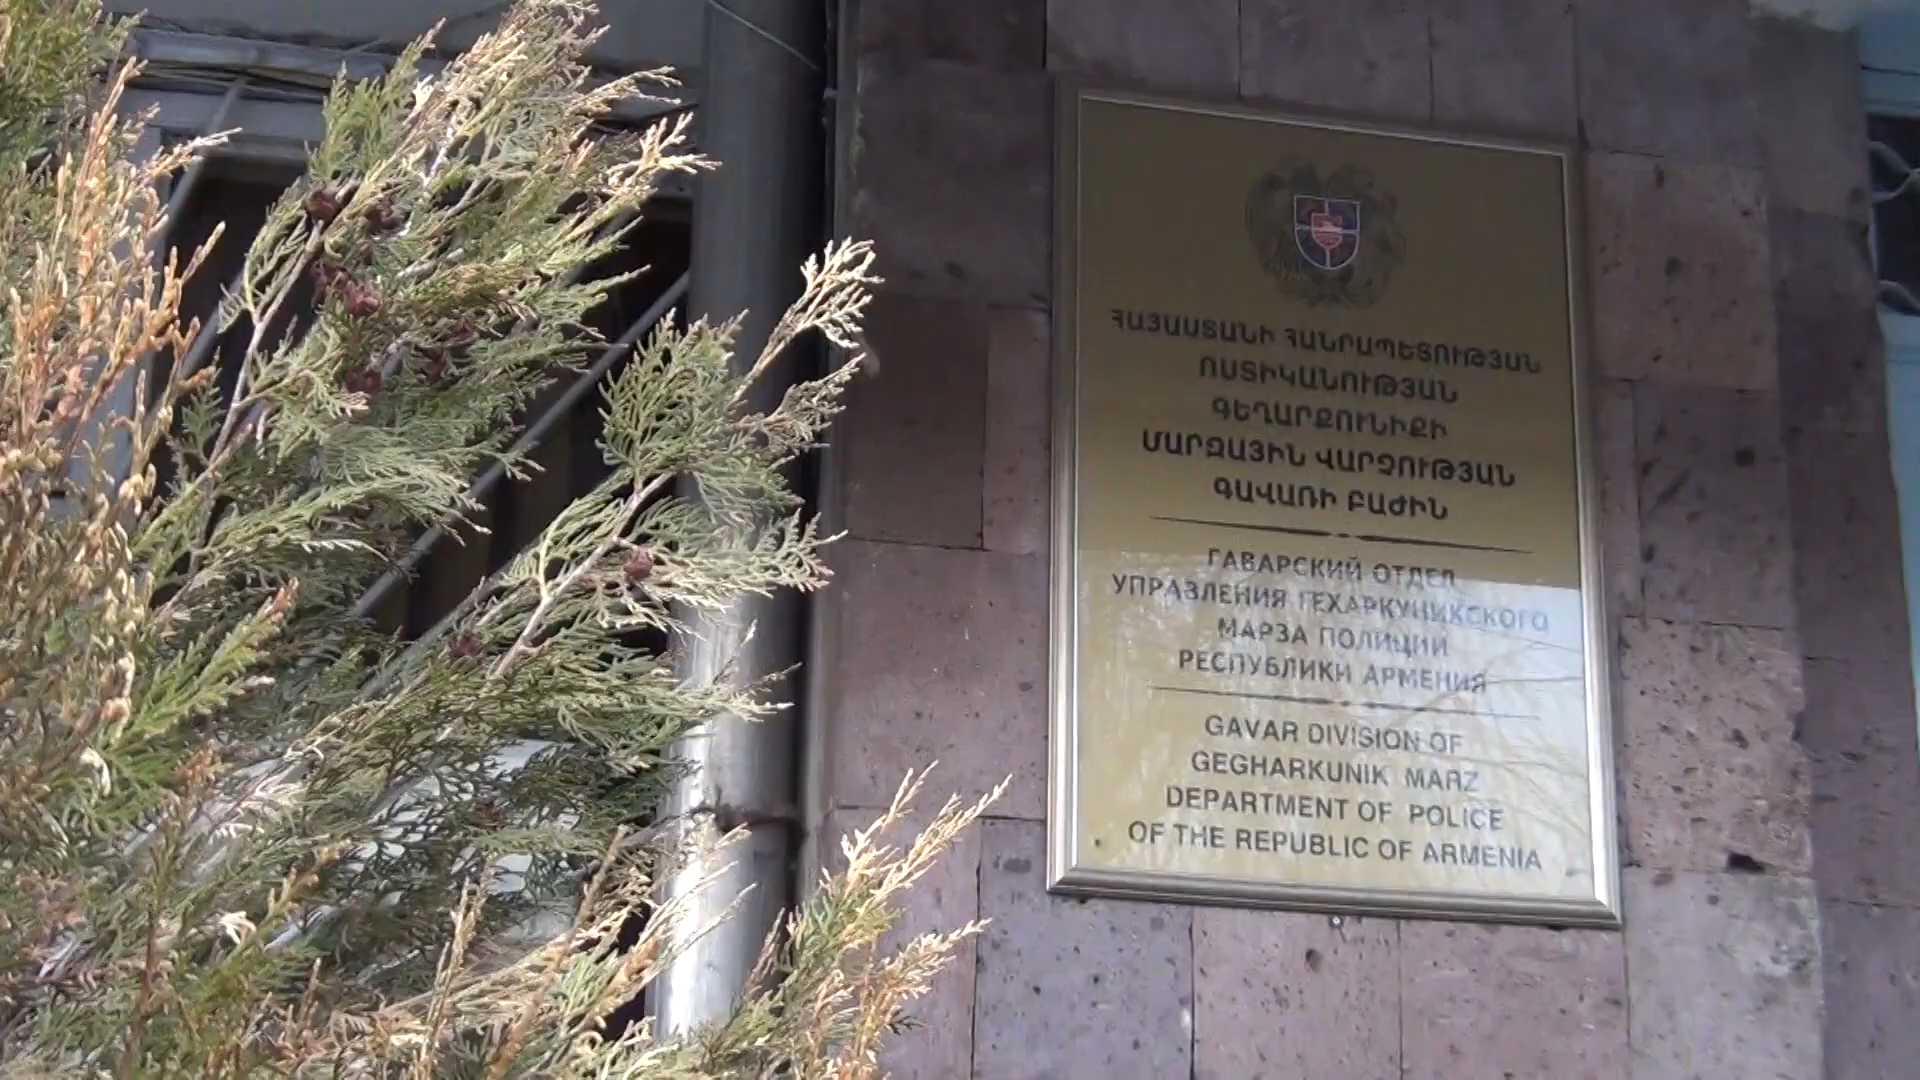 ՀԱՅԱՍՏԱՆԻ ՀԱՆՐԱՊԵՏՈՒԹՅԱՆ
ՈՍՏԻԿԱՆՈՒԹՅԱՆ
ԳԵՂԱՐՔՈՒՆԻՔԻ
ՄԱՐԶԱՅԻՆ ՎԱՐՉՈՒԹՅԱՆ
ԳԱՎԱՌԻ ԲԱԺԻՆ
ГАВАРСКИЙ ОТДЕЛ
УПРАВЛЕНИЯ ГЕХАРКУНИКСКОГО
МАРЗА ПОЛИЦИИ
РЕСПУБЛИКИ АРМЕНИЯ
GAVAR DIVISION OF
GEGHARKUNIK MARZ
DEPARTMENT OF POLICE
OF THE REPUBLIC OF ARMENIA